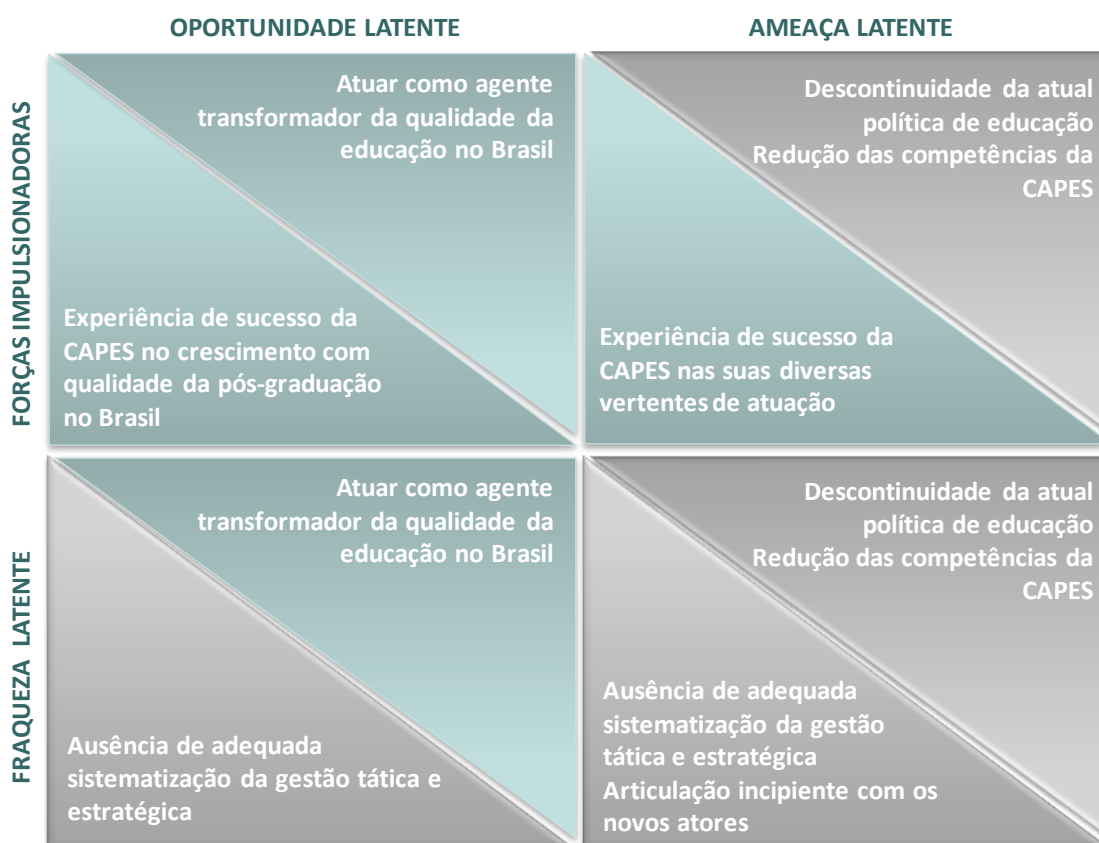 OPORTUNIDADE LATENTE
AMEAÇA LATENTE
FORÇAS IMPULSIONADORAS
Atuar como agente
transformador da qualidade da
educação no Brasil
Experiência de sucesso da
CAPES no crescimento com
qualidade da pós-graduação
no Brasil
Descontinuidade da atual
política de educação
Redução das competências da
CAPES
Experiência de sucesso da
CAPES nas suas diversas
vertentes de atuação
FRAQUEZA LATENTE
Atuar como agente
transformador da qualidade da
educação no Brasil
Ausência de adequada
sistematização da gestão tática e
estratégica
Descontinuidade da atual
política de educação
Redução das competências da
CAPES
Ausência de adequada
sistematização da gestão
tática e estratégica
Articulação incipiente com os
novos atores